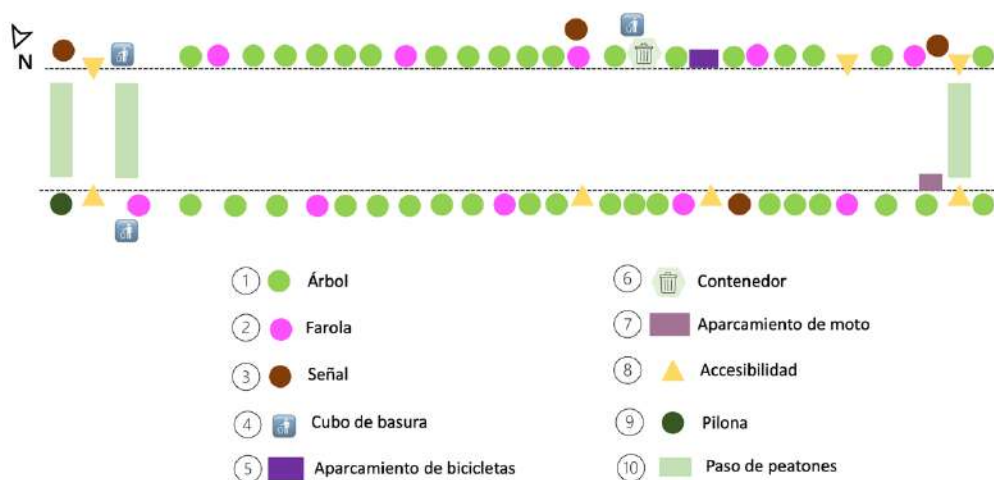 N
① Árbol
② Farola
③ Señal
④ Cubo de basura
⑤ Aparcamiento de bicicletas
⑥ Contenedor
⑦ Aparcamiento de moto
⑧ Accesibilidad
⑨ Pilona
⑩ Paso de peatones